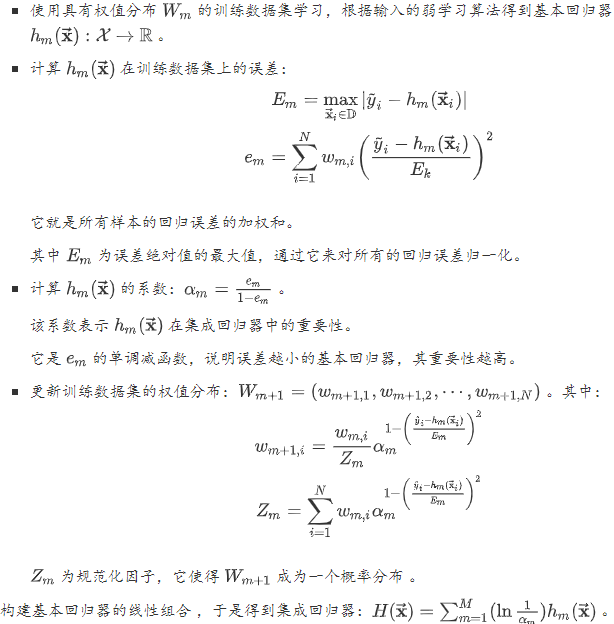 ▪ 使用具有权值分布 $W_m$ 的训练数据集学习，根据输入的弱学习算法得到基本回归器
$h_m(\vec{\mathbf{x}}) : \mathcal{X} \to \mathbb{R}$ 。
▪ 计算 $h_m(\vec{\mathbf{x}})$ 在训练数据集上的误差：
$E_m = \max_{\vec{\mathbf{x}}_i \in \mathbb{D}} |\tilde{y}_i - h_m(\vec{\mathbf{x}}_i)|$
$e_m = \sum_{i=1}^{N} w_{m,i} \left( \frac{\tilde{y}_i - h_m(\vec{\mathbf{x}}_i)}{E_k} \right)^2$
它就是所有样本的回归误差的加权和。
其中 $E_m$ 为误差绝对值的最大值，通过它来对所有的回归误差归一化。
▪ 计算 $h_m(\vec{\mathbf{x}})$ 的系数：$\alpha_m = \frac{e_m}{1-e_m}$ 。
该系数表示 $h_m(\vec{\mathbf{x}})$ 在集成回归器中的重要性。
它是 $e_m$ 的单调减函数，说明误差越小的基本回归器，其重要性越高。
▪ 更新训练数据集的权值分布：$W_{m+1} = (w_{m+1,1}, w_{m+1,2}, \cdots, w_{m+1,N})$ 。其中：
$w_{m+1,i} = \frac{w_{m,i}}{Z_m} \alpha_m^{1-\left(\frac{\tilde{y}_i - h_m(\vec{\mathbf{x}}_i)}{E_m}\right)^2}$
$Z_m = \sum_{i=1}^{N} w_{m,i} \alpha_m^{1-\left(\frac{\tilde{y}_i - h_m(\vec{\mathbf{x}}_i)}{E_m}\right)^2}$
$Z_m$ 为规范化因子，它使得 $W_{m+1}$ 成为一个概率分布 。
构建基本回归器的线性组合 ，于是得到集成回归器：$H(\vec{\mathbf{x}}) = \sum_{m=1}^{M} (\ln \frac{1}{\alpha_m}) h_m(\vec{\mathbf{x}})$ 。